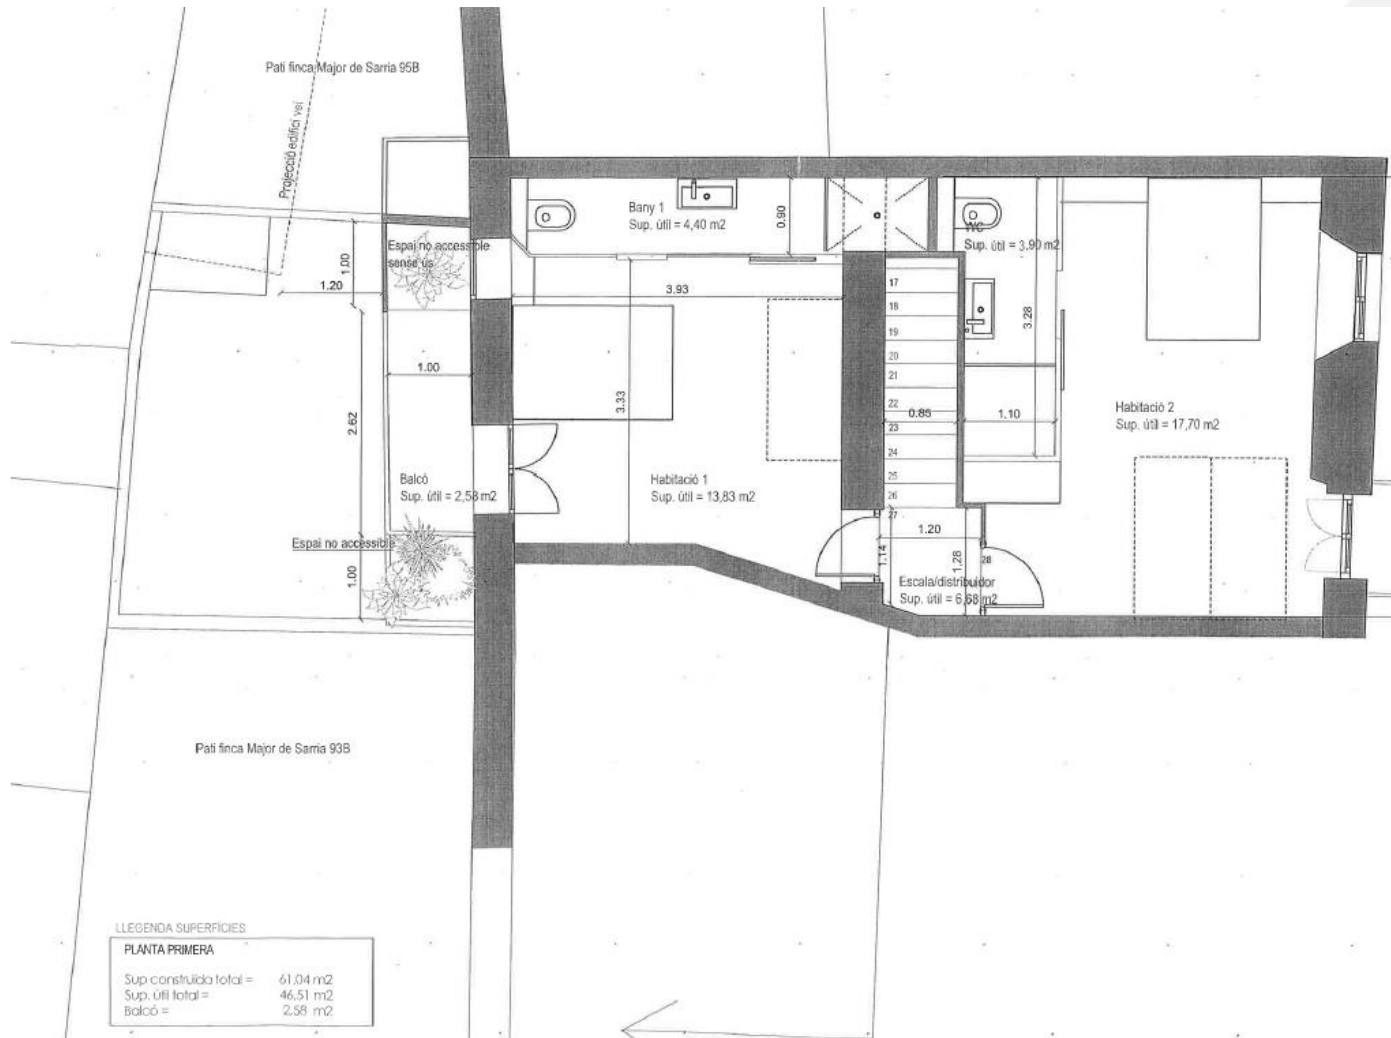 Pati finca Major de Sarria 95B
Projecció edifici veí
Espai no accessible
sense ús
1.00
1.20
Bany 1
Sup. útil = 4,40 m2
0.90
WC
Sup. útil = 3,90 m2
3.93
3.28
17
18
19
20
21
22
23
24
25
26
27
28
1.00
2.62
3.33
0.85
1.10
Habitació 2
Sup. útil = 17,70 m2
Balcó
Sup. útil = 2,58 m2
Habitació 1
Sup. útil = 13,83 m2
Espai no accessible
1.00
1.20
1.14
1.28
Escala/distribuidor
Sup. útil = 6,68 m2
Pati finca Major de Sarria 93B
LLEGENDA SUPERFÍCIES
PLANTA PRIMERA
Sup construïda total = 61,04 m2
Sup. útil total = 46,51 m2
Balcó = 2,58 m2